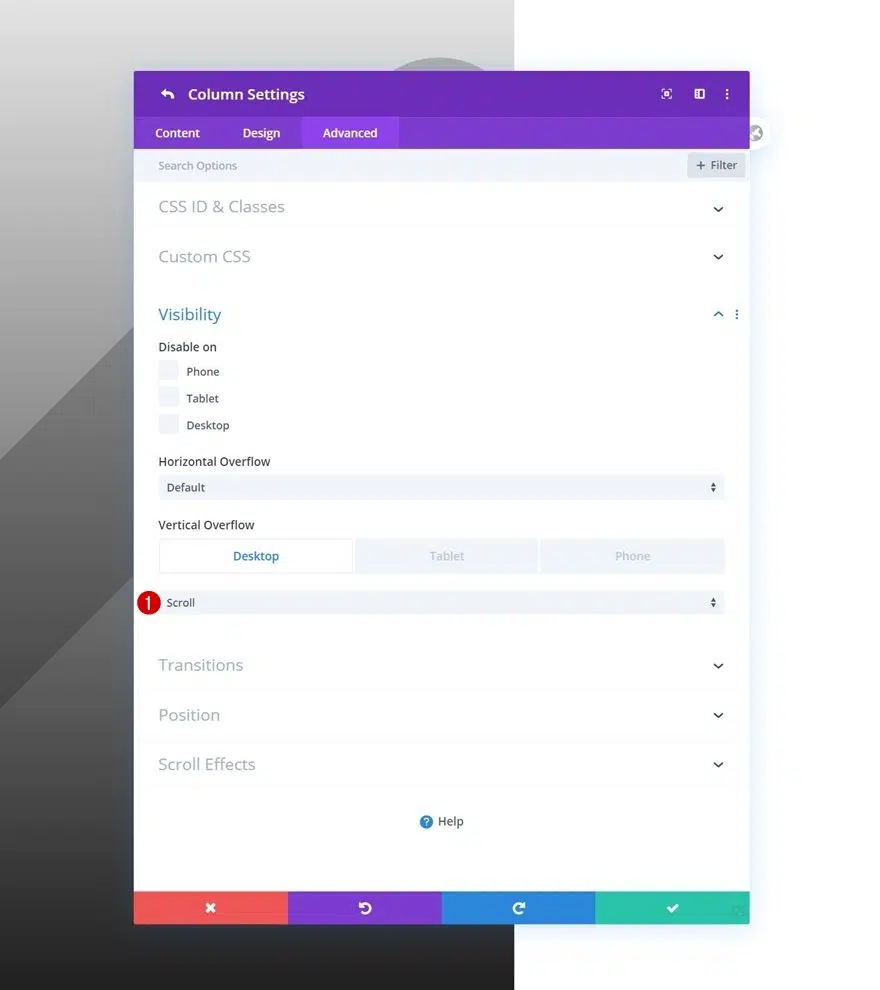 Column Settings
Content Design Advanced
Search Options + Filter
CSS ID & Classes
Custom CSS
Visibility
Disable on
Phone
Tablet
Desktop
Horizontal Overflow
Default
Vertical Overflow
Desktop Tablet Phone
1 Scroll
Transitions
Position
Scroll Effects
? Help